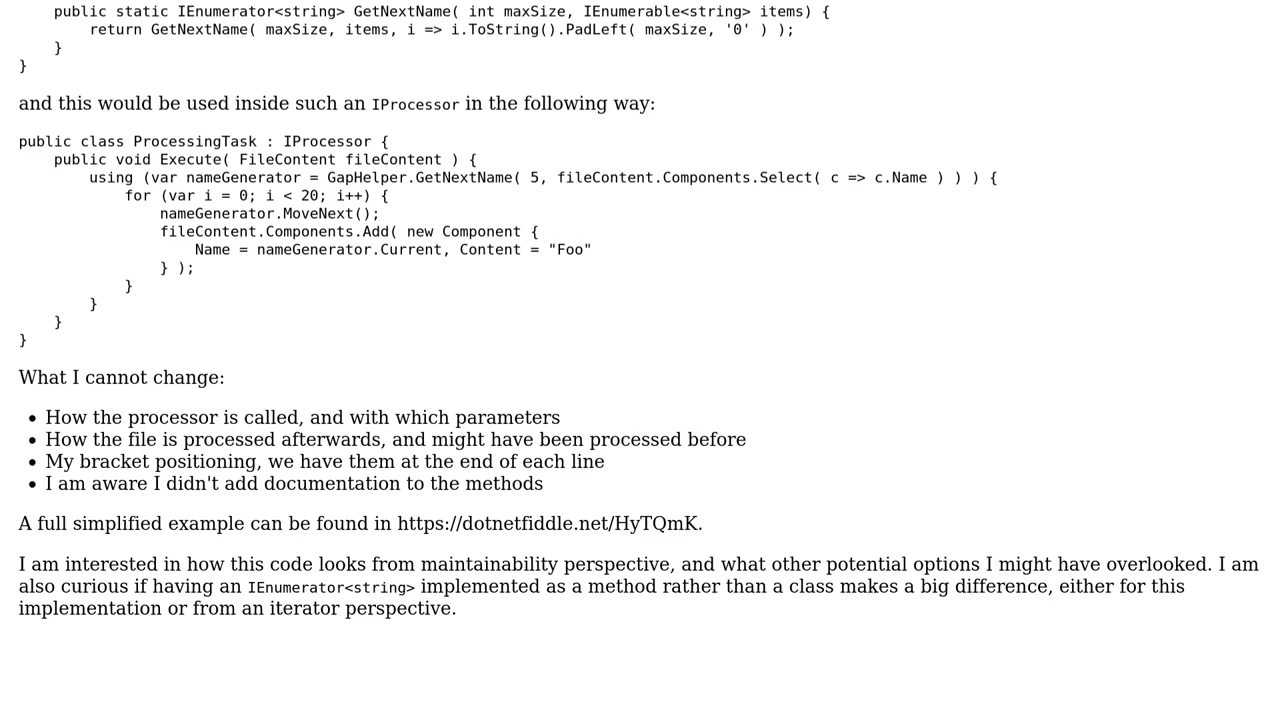 public static IEnumerator<string> GetNextName( int maxSize, IEnumerable<string> items) {
        return GetNextName( maxSize, items, i => i.ToString().PadLeft( maxSize, '0' ) );
    }
}
and this would be used inside such an IProcessor in the following way:
public class ProcessingTask : IProcessor {
    public void Execute( FileContent fileContent ) {
        using (var nameGenerator = GapHelper.GetNextName( 5, fileContent.Components.Select( c => c.Name ) ) ) {
            for (var i = 0; i < 20; i++) {
                nameGenerator.MoveNext();
                fileContent.Components.Add( new Component {
                    Name = nameGenerator.Current, Content = "Foo"
                } );
            }
        }
    }
}
What I cannot change:
• How the processor is called, and with which parameters
• How the file is processed afterwards, and might have been processed before
• My bracket positioning, we have them at the end of each line
• I am aware I didn't add documentation to the methods
A full simplified example can be found in https://dotnetfiddle.net/HyTQmK.
I am interested in how this code looks from maintainability perspective, and what other potential options I might have overlooked. I am
also curious if having an IEnumerator<string> implemented as a method rather than a class makes a big difference, either for this
implementation or from an iterator perspective.